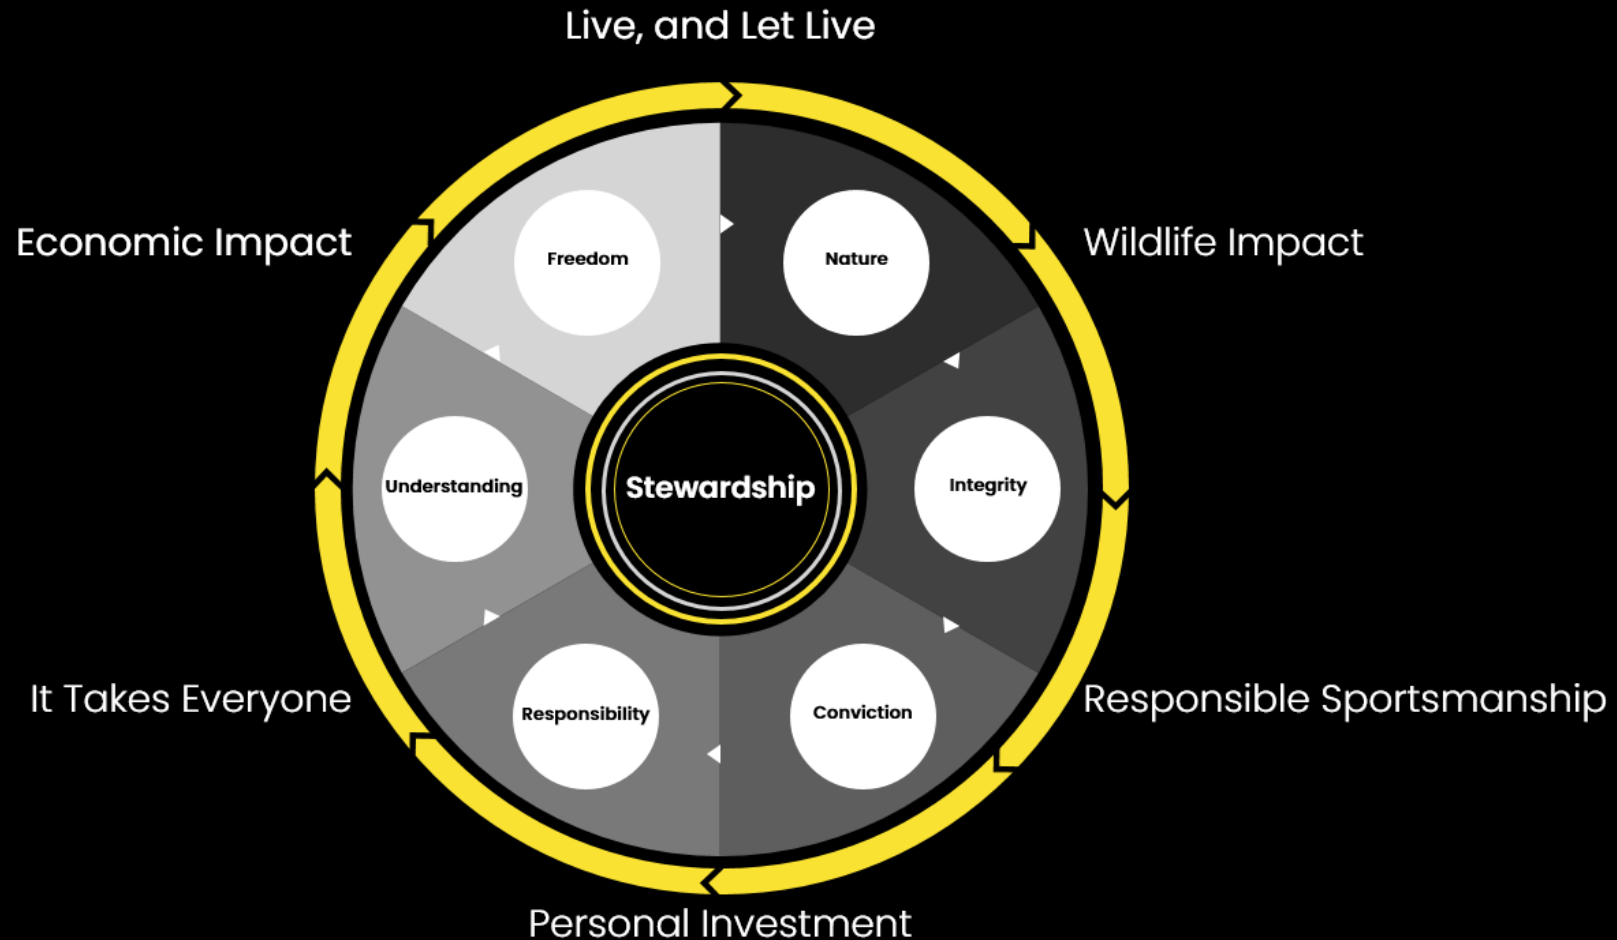 Live, and Let Live
Economic Impact
Wildlife Impact
Freedom
Nature
Understanding
Stewardship
Integrity
It Takes Everyone
Responsible Sportsmanship
Responsibility
Conviction
Personal Investment